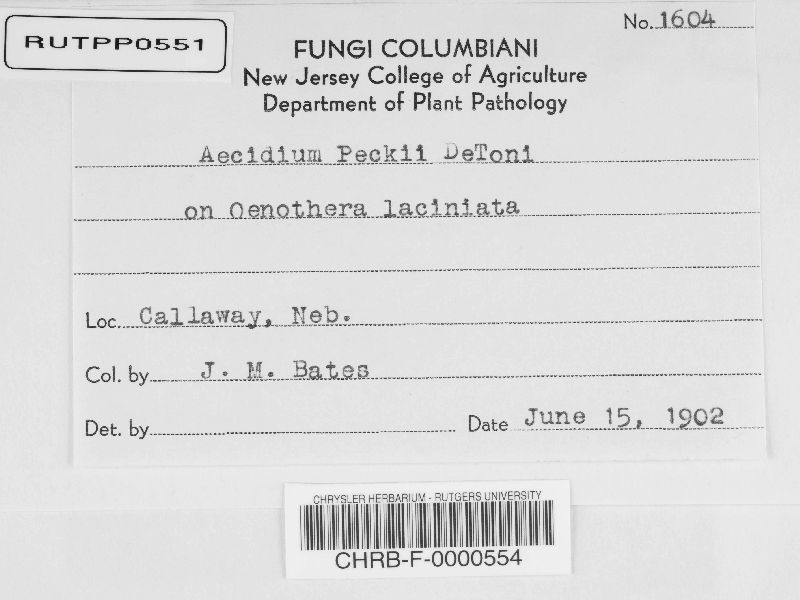 RUTPP0551
No. 1604
FUNGI COLUMBIANI
New Jersey College of Agriculture
Department of Plant Pathology
Aecidium Peckii DeToni
on Oenothera laciniata
Loc. Callaway, Neb.
Col. by J. M. Bates
Det. by
Date June 15, 1902
CHRYSLER HERBARIUM - RUTGERS UNIVERSITY
CHRB-F-0000554